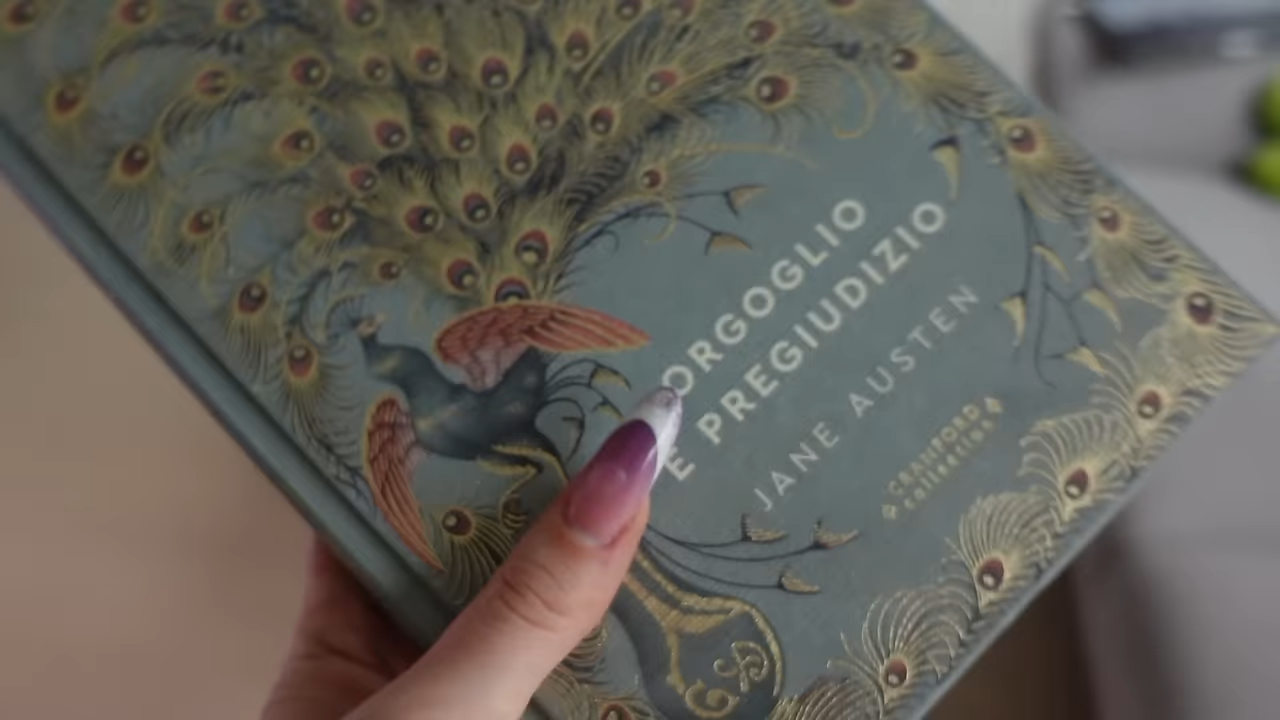 ORGOGLIO
E PREGIUDIZIO
JANE AUSTEN
CRANFORD
collection